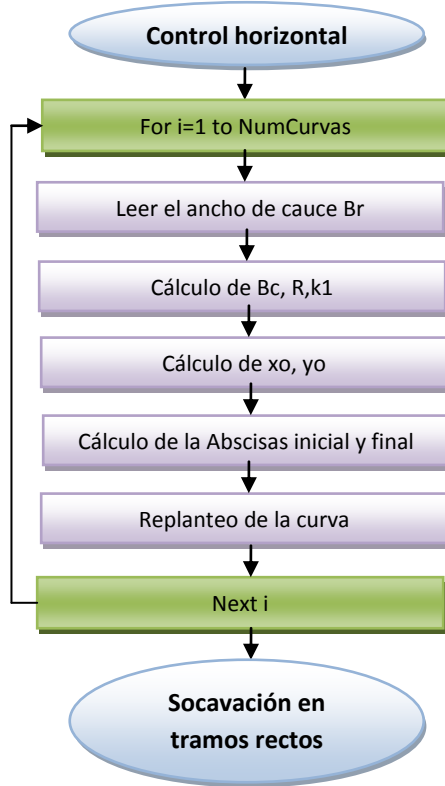 Control horizontal
For i=1 to NumCurvas
Leer el ancho de cauce Br
Cálculo de Bc, R,k1
Cálculo de xo, yo
Cálculo de la Abscisas inicial y final
Replanteo de la curva
Next i
Socavación en
tramos rectos